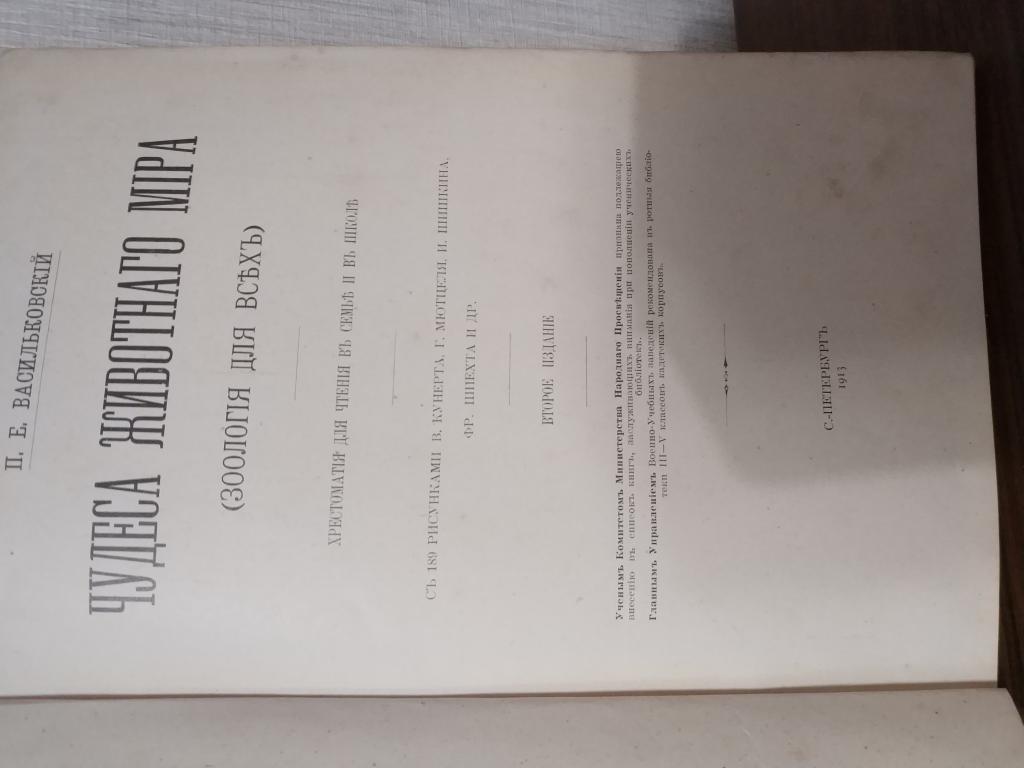 П. Е. ВАСИЛЬКОВСКІЙ
ЧУДЕСА ЖИВОТНАГО МІРА
(ЗООЛОГІЯ ДЛЯ ВСѢХЪ)
ХРЕСТОМАТІЯ ДЛЯ ЧТЕНІЯ ВЪ СЕМЬѢ И ВЪ ШКОЛѢ
СЪ 189 РИСУНКАМИ В. КУНЕРТА, Г. МЮТЦЕЛЯ, И. ШИШКИНА,
ФР. ШПЕХТА И ДР.
ВТОРОЕ ИЗДАНІЕ
Ученымъ Комитетомъ Министерства Народнаго Просвѣщенія признана подлежащею
внесенію въ списокъ книгъ, заслуживающихъ вниманія при пополненіи ученическихъ
библіотекъ.
Главнымъ Управленіемъ Военно-Учебныхъ заведеній рекомендована въ ротныя библіо-
теки III—V классовъ кадетскихъ корпусовъ.
С.-ПЕТЕРБУРГЪ
1913